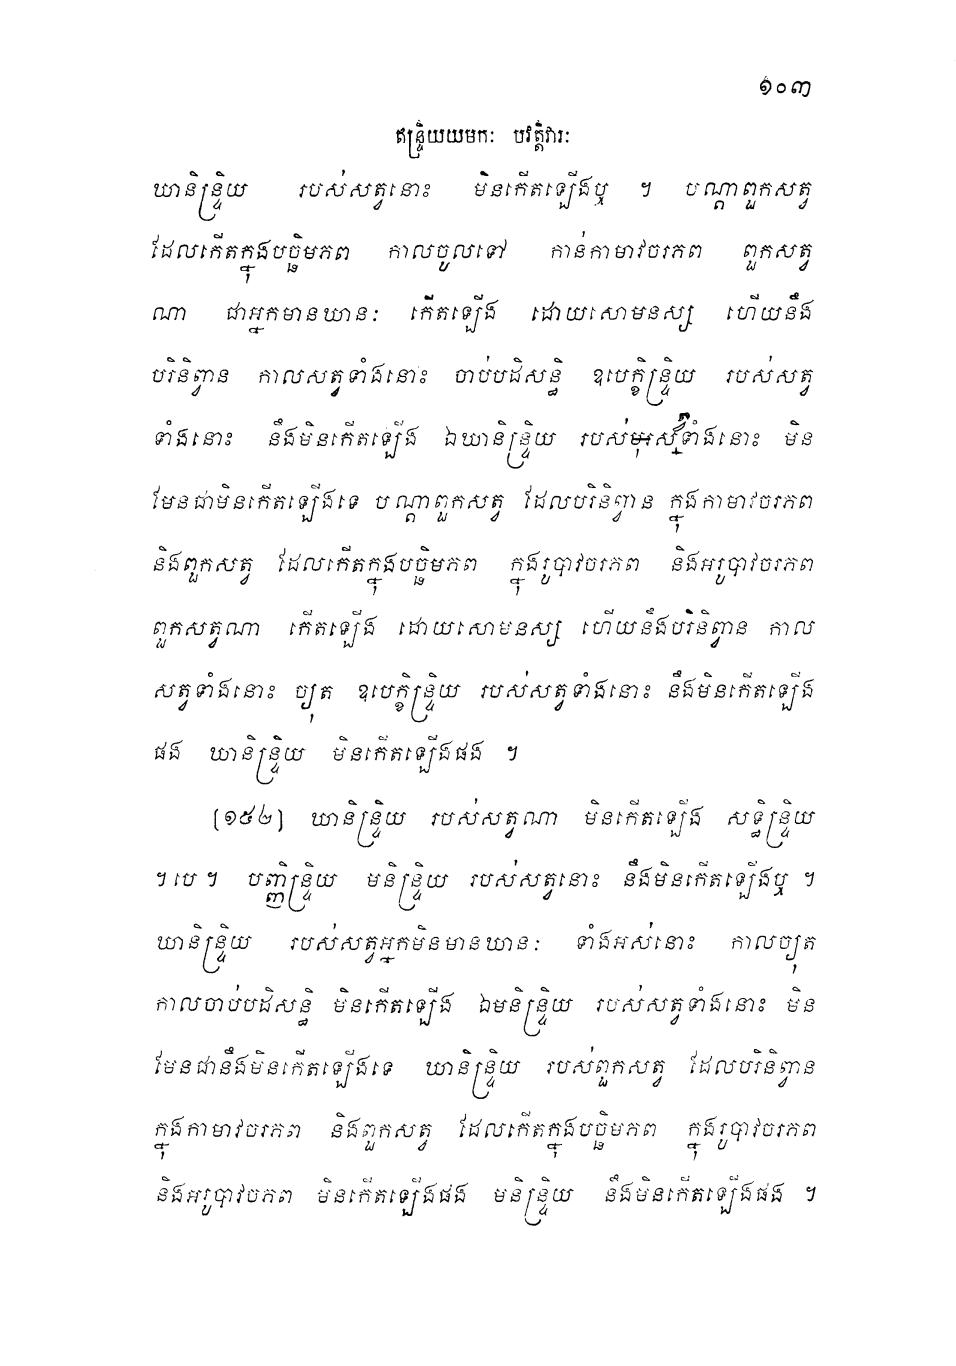 ១០៣
ឥន្ទ្រិយយមកៈ បវត្តិវារៈ
ឃានិន្ទ្រិយ របស់សត្វនោះ មិនកើតឡើងឬ ។ បណ្តាពួកសត្វ
ដែលកើតក្នុងបច្ឆិមភព កាលចូលទៅ កាន់កាមាវចរភព ពួកសត្វ
ណា ជាអ្នកមានឃានៈ កើតឡើង ដោយសោមនស្ស ហើយនឹង
បរិនិព្វាន កាលសត្វទាំងនោះ ចាប់បដិសន្ធិ ឧបេក្ខិន្ទ្រិយ របស់សត្វ
ទាំងនោះ នឹងមិនកើតឡើង ឯឃានិន្ទ្រិយ របស់សត្វទាំងនោះ មិន
មែនជាមិនកើតឡើងទេ បណ្តាពួកសត្វ ដែលបរិនិព្វាន ក្នុងកាមាវចរភព
និងពួកសត្វ ដែលកើតក្នុងបច្ឆិមភព ក្នុងរូបាវចរភព និងអរូបាវចរភព
ពួកសត្វណា កើតឡើង ដោយសោមនស្ស ហើយនឹងបរិនិព្វាន កាល
សត្វទាំងនោះ ច្យុត ឧបេក្ខិន្ទ្រិយ របស់សត្វទាំងនោះ នឹងមិនកើតឡើង
ផង ឃានិន្ទ្រិយ មិនកើតឡើងផង ។
(១៥២) ឃានិន្ទ្រិយ របស់សត្វណា មិនកើតឡើង សទ្ធិន្ទ្រិយ
។ បេ ។ បញ្ញិន្ទ្រិយ មនិន្ទ្រិយ របស់សត្វនោះ នឹងមិនកើតឡើងឬ ។
ឃានិន្ទ្រិយ របស់សត្វអ្នកមិនមានឃានៈ ទាំងអស់នោះ កាលច្យុត
កាលចាប់បដិសន្ធិ មិនកើតឡើង ឯមនិន្ទ្រិយ របស់សត្វទាំងនោះ មិន
មែនជានឹងមិនកើតឡើងទេ ឃានិន្ទ្រិយ របស់ពួកសត្វ ដែលបរិនិព្វាន
ក្នុងកាមាវចរភព និងពួកសត្វ ដែលកើតក្នុងបច្ឆិមភព ក្នុងរូបាវចរភព
និងអរូបាវចភព មិនកើតឡើងផង មនិន្ទ្រិយ នឹងមិនកើតឡើងផង ។